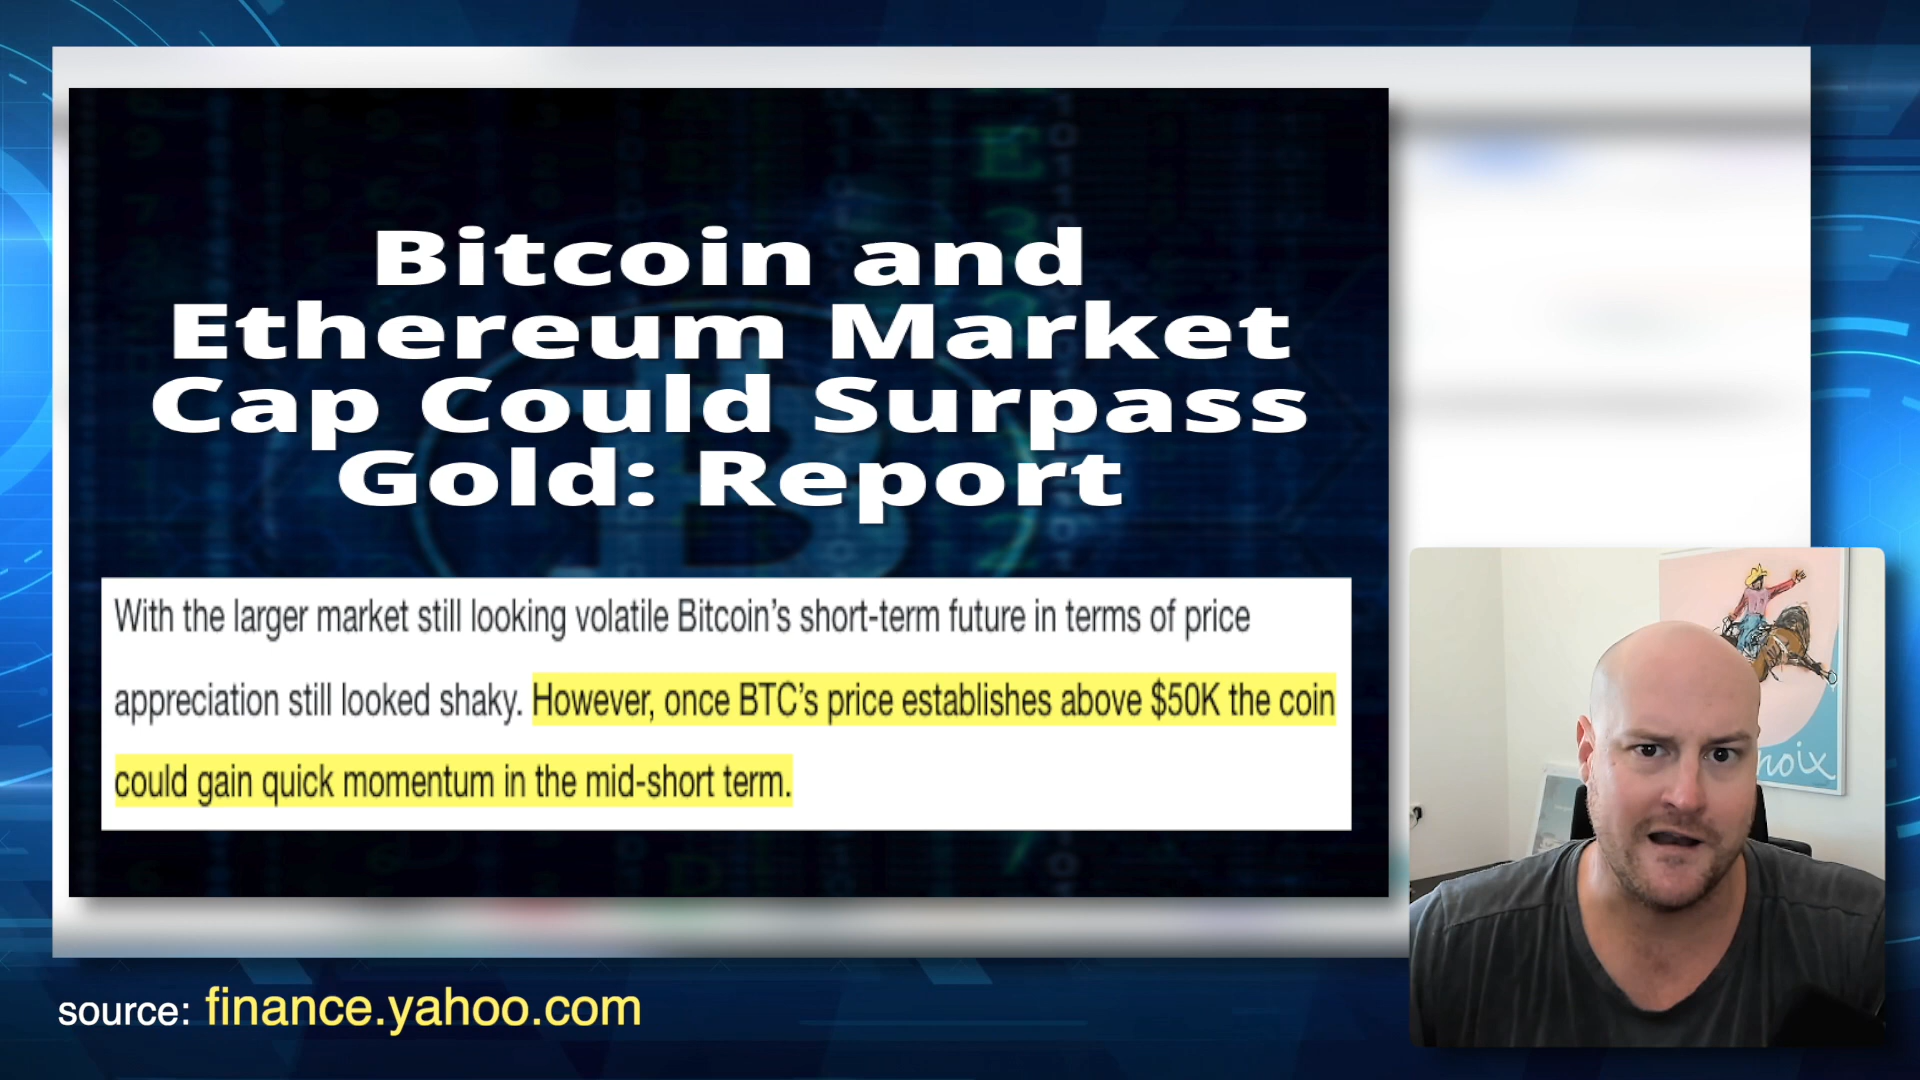 Bitcoin and
Ethereum Market
Cap Could Surpass
Gold: Report
With the larger market still looking volatile Bitcoin’s short-term future in terms of price
appreciation still looked shaky. However, once BTC’s price establishes above $50K the coin
could gain quick momentum in the mid-short term.
source: finance.yahoo.com